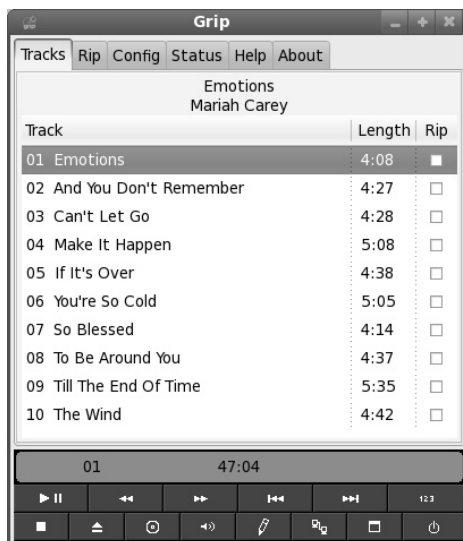 Grip
Tracks Rip Config Status Help About
Emotions
Mariah Carey
Track Length Rip
01 Emotions 4:08
02 And You Don't Remember 4:27
03 Can't Let Go 4:28
04 Make It Happen 5:08
05 If It's Over 4:38
06 You're So Cold 5:05
07 So Blessed 4:14
08 To Be Around You 4:37
09 Till The End Of Time 5:35
10 The Wind 4:42
01 47:04
123